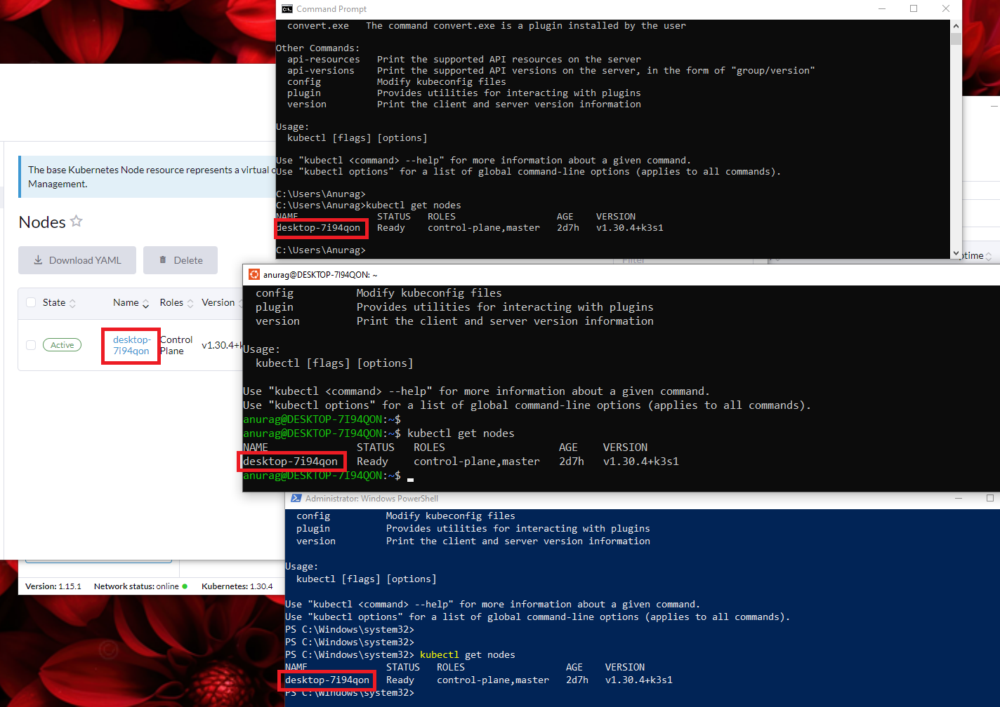 Command Prompt
convert.exe   The command convert.exe is a plugin installed by the user
Other Commands:
api-resources   Print the supported API resources on the server
api-versions    Print the supported API versions on the server, in the form of "group/version"
config          Modify kubeconfig files
plugin          Provides utilities for interacting with plugins
version         Print the client and server version information
Usage:
kubectl [flags] [options]
Use "kubectl <command> --help" for more information about a given command.
Use "kubectl options" for a list of global command-line options (applies to all commands).
C:\Users\Anurag>
C:\Users\Anurag>kubectl get nodes
NAME              STATUS   ROLES                  AGE    VERSION
desktop-7i94qon   Ready    control-plane,master   2d7h   v1.30.4+k3s1
C:\Users\Anurag>
The base Kubernetes Node resource represents a virtual
Management.
Nodes
Download YAML   Delete
State   Name   Roles   Version
Active   desktop-7i94qon   Control Plane   v1.30.4+k
Filter
ptime
anurag@DESKTOP-7I94QON: ~
config          Modify kubeconfig files
plugin          Provides utilities for interacting with plugins
version         Print the client and server version information
Usage:
kubectl [flags] [options]
Use "kubectl <command> --help" for more information about a given command.
Use "kubectl options" for a list of global command-line options (applies to all commands).
anurag@DESKTOP-7I94QON:~$
anurag@DESKTOP-7I94QON:~$ kubectl get nodes
NAME              STATUS   ROLES                  AGE    VERSION
desktop-7i94qon   Ready    control-plane,master   2d7h   v1.30.4+k3s1
anurag@DESKTOP-7I94QON:~$
Administrator: Windows PowerShell
config          Modify kubeconfig files
plugin          Provides utilities for interacting with plugins
version         Print the client and server version information
Usage:
kubectl [flags] [options]
Use "kubectl <command> --help" for more information about a given command.
Use "kubectl options" for a list of global command-line options (applies to all commands).
PS C:\Windows\system32>
PS C:\Windows\system32>
PS C:\Windows\system32> kubectl get nodes
NAME              STATUS   ROLES                  AGE    VERSION
desktop-7i94qon   Ready    control-plane,master   2d7h   v1.30.4+k3s1
PS C:\Windows\system32>
Version: 1.15.1   Network status: online   Kubernetes: 1.30.4